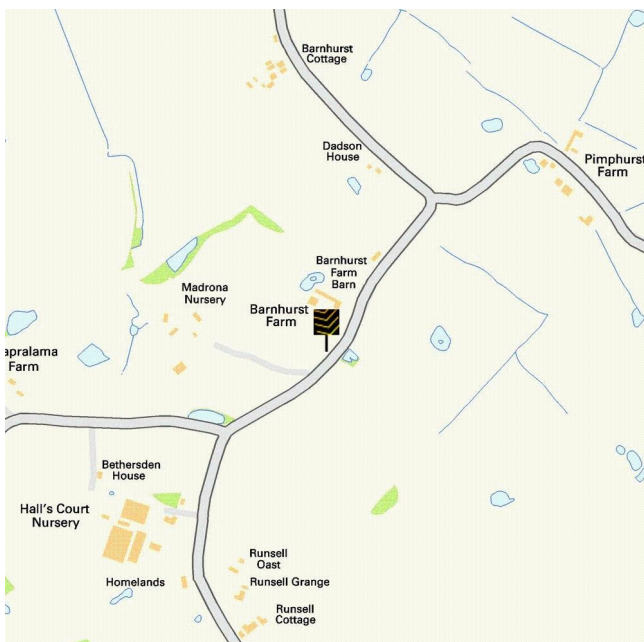 Barnhurst
Cottage
Dadson
House
Pimphurst
Farm
Barnhurst
Farm
Barn
Madrona
Nursery
Barnhurst
Farm
apralama
Farm
Bethersden
House
Hall's Court
Nursery
Homelands
Runsell
Oast
Runsell Grange
Runsell
Cottage